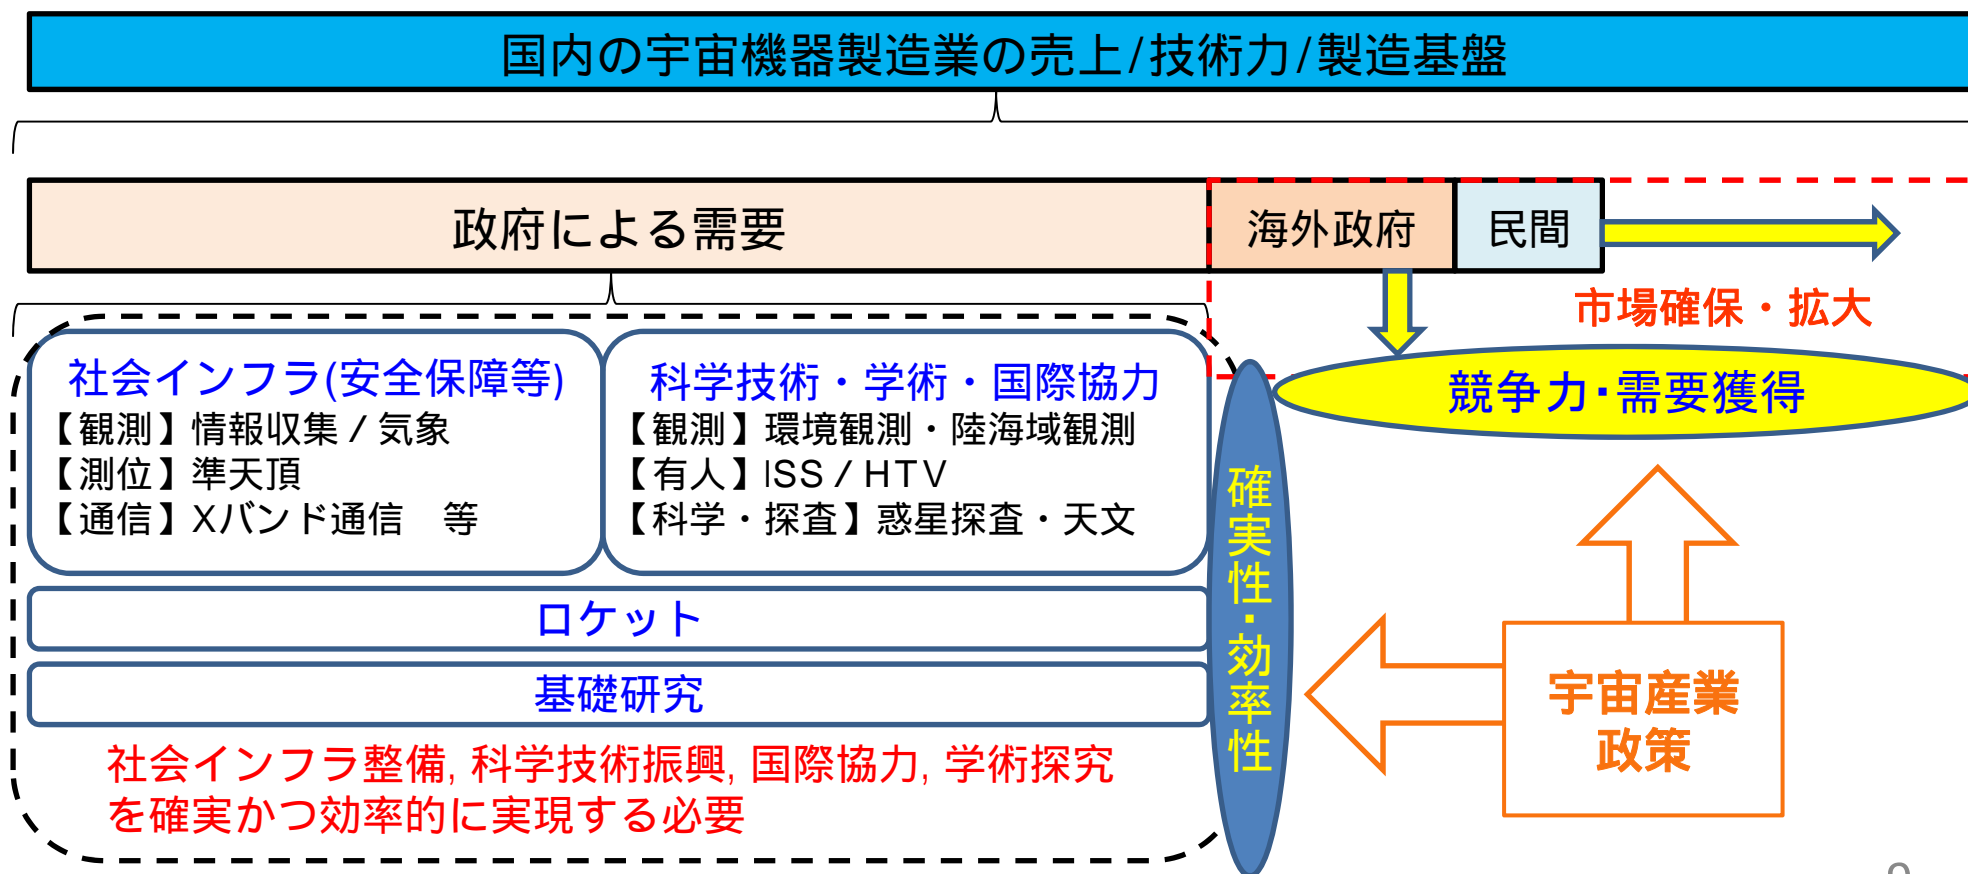 国内の宇宙機器製造業の売上/技術力/製造基盤
政府による需要
海外政府
民間
市場確保・拡大
社会インフラ(安全保障等)
【観測】情報収集/気象
【測位】準天頂
【通信】Xバンド通信　等
科学技術・学術・国際協力
【観測】環境観測・陸海域観測
【有人】ISS/HTV
【科学・探査】惑星探査・天文
競争力・需要獲得
確実性・効率性
ロケット
基礎研究
宇宙産業
政策
社会インフラ整備, 科学技術振興, 国際協力, 学術探究
を確実かつ効率的に実現する必要